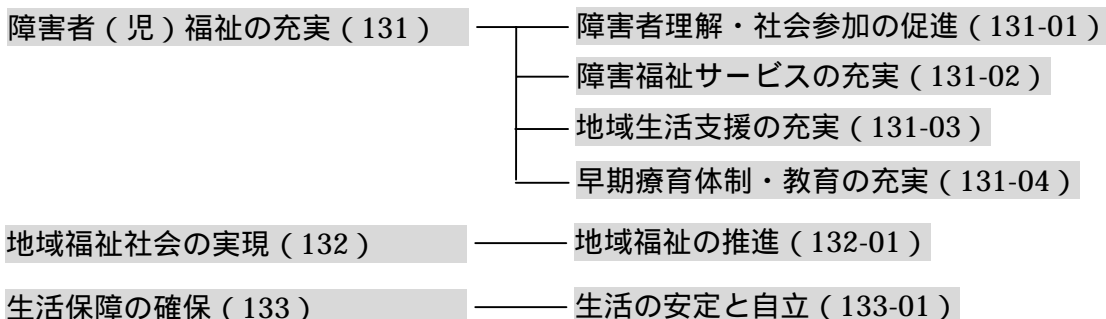 障害者(児)福祉の充実(131)
障害者理解・社会参加の促進(131-01)
障害福祉サービスの充実(131-02)
地域生活支援の充実(131-03)
早期療育体制・教育の充実(131-04)
地域福祉社会の実現(132)
地域福祉の推進(132-01)
生活保障の確保(133)
生活の安定と自立(133-01)